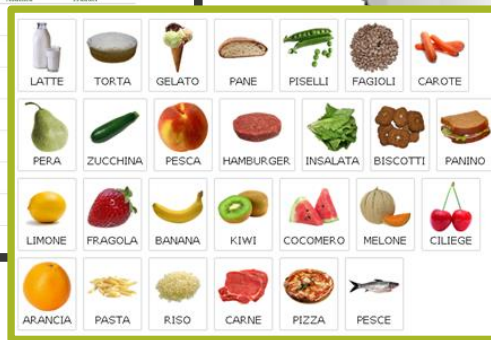 LATTE TORTA GELATO PANE PISELLI FAGIOLI CAROTE
PERA ZUCCHINA PESCA HAMBURGER INSALATA BISCOTTI PANINO
LIMONE FRAGOLA BANANA KIWI COCOMERO MELONE CILIEGE
ARANCIA PASTA RISO CARNE PIZZA PESCE